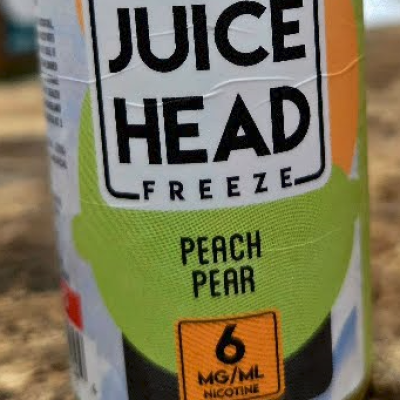 JUICE
HEAD
FREEZE
PEACH
PEAR
6
MG/ML
NICOTINE